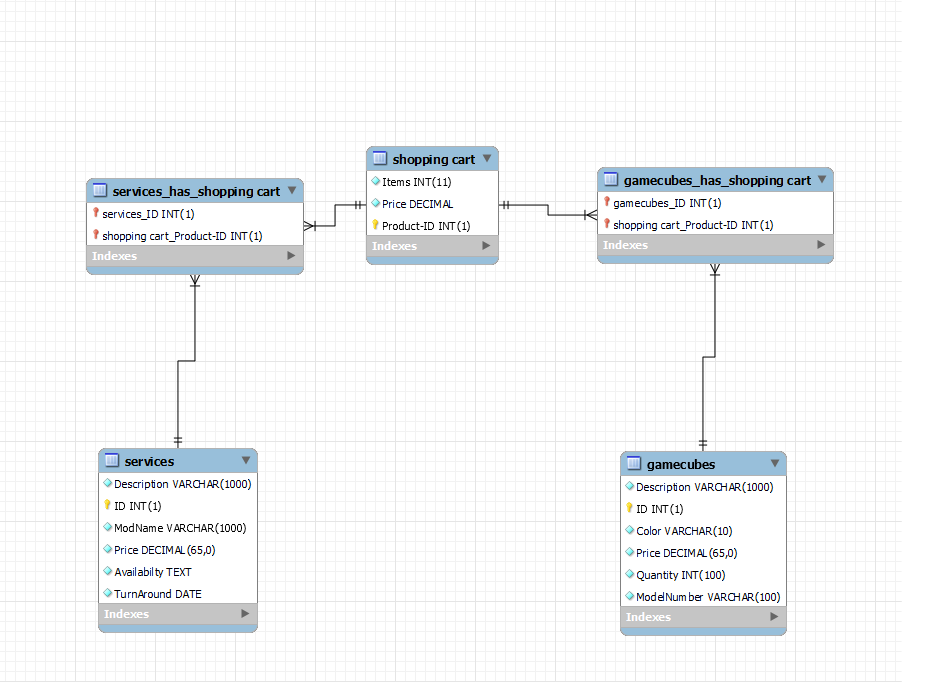 shopping cart
Items INT(11)
Price DECIMAL
Product-ID INT(1)
Indexes
services_has_shopping cart
services_ID INT(1)
shopping cart_Product-ID INT(1)
Indexes
gamecubes_has_shopping cart
gamecubes_ID INT(1)
shopping cart_Product-ID INT(1)
Indexes
services
Description VARCHAR(1000)
ID INT(1)
ModName VARCHAR(1000)
Price DECIMAL(65,0)
Availabilty TEXT
TurnAround DATE
Indexes
gamecubes
Description VARCHAR(1000)
ID INT(1)
Color VARCHAR(10)
Price DECIMAL(65,0)
Quantity INT(100)
ModelNumber VARCHAR(100)
Indexes